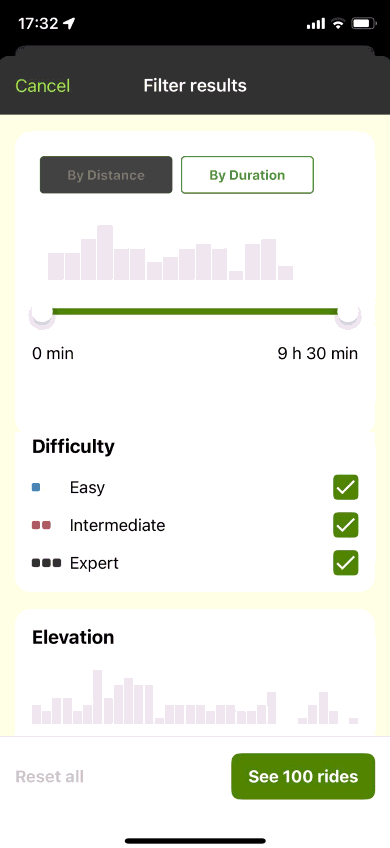 17:32
Cancel
Filter results
By Distance
By Duration
0 min
9 h 30 min
Difficulty
Easy
Intermediate
Expert
Elevation
Reset all
See 100 rides